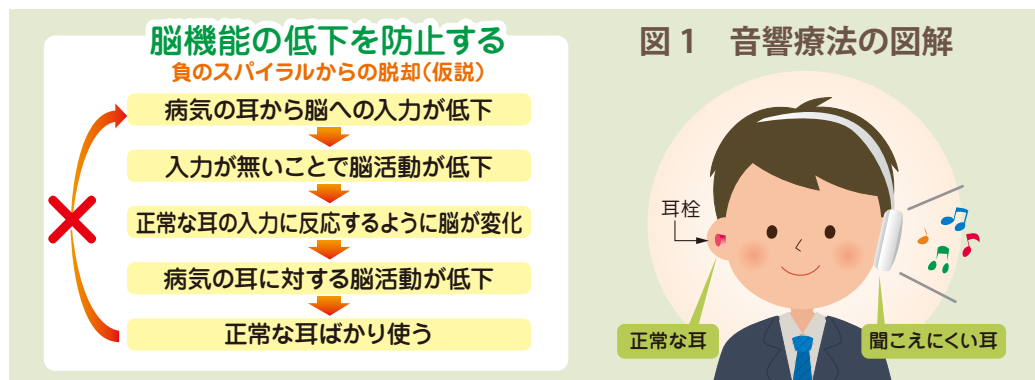 脳機能の低下を防止する
負のスパイラルからの脱却(仮説)
病気の耳から脳への入力が低下
入力が無いことで脳活動が低下
正常な耳の入力に反応するように脳が変化
病気の耳に対する脳活動が低下
正常な耳ばかり使う
図1 音響療法の図解
耳栓
正常な耳
聞こえにくい耳